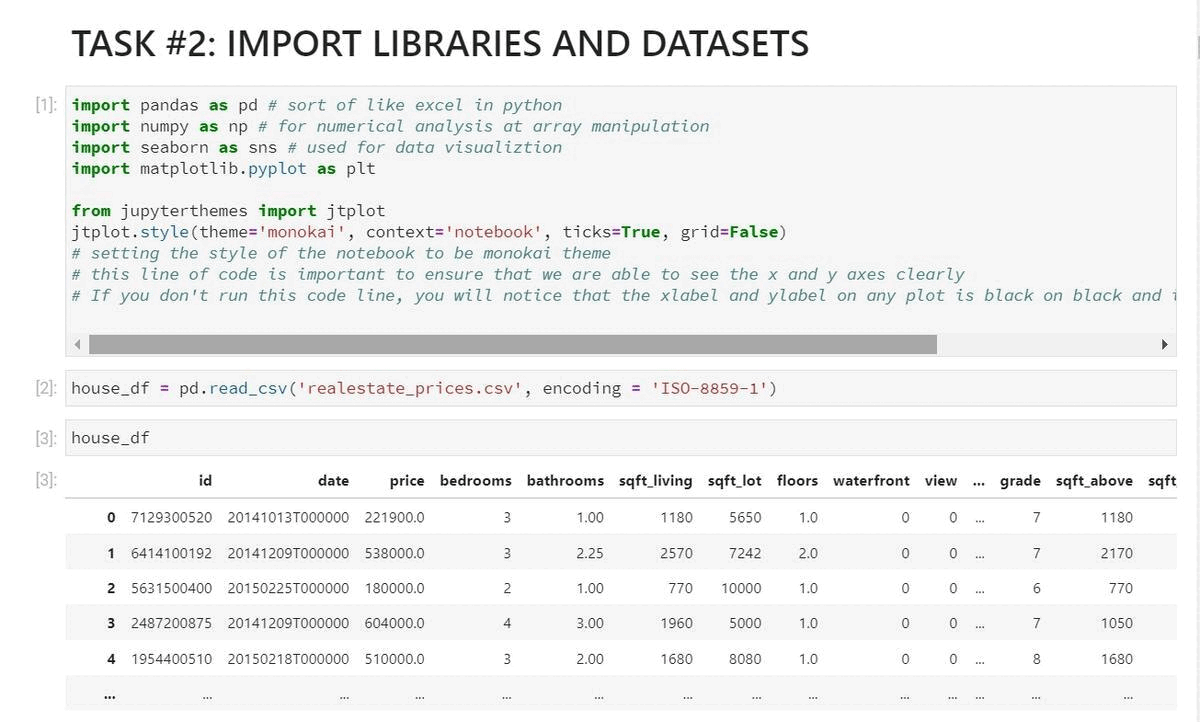 TASK #2: IMPORT LIBRARIES AND DATASETS
[1]:
import pandas as pd # sort of like excel in python
import numpy as np # for numerical analysis at array manipulation
import seaborn as sns # used for data visualiztion
import matplotlib.pyplot as plt
from jupyterthemes import jtplot
jtplot.style(theme='monokai', context='notebook', ticks=True, grid=False)
# setting the style of the notebook to be monokai theme
# this line of code is important to ensure that we are able to see the x and y axes clearly
# If you don't run this code line, you will notice that the xlabel and ylabel on any plot is black on black and
[2]: house_df = pd.read_csv('realestate_prices.csv', encoding = 'ISO-8859-1')
[3]: house_df
[3]: id date price bedrooms bathrooms sqft_living sqft_lot floors waterfront view ... grade sqft_above sqft_
0 7129300520 20141013T000000 221900.0 3 1.00 1180 5650 1.0 0 0 ... 7 1180
1 6414100192 20141209T000000 538000.0 3 2.25 2570 7242 2.0 0 0 ... 7 2170
2 5631500400 20150225T000000 180000.0 2 1.00 770 10000 1.0 0 0 ... 6 770
3 2487200875 20141209T000000 604000.0 4 3.00 1960 5000 1.0 0 0 ... 7 1050
4 1954400510 20150218T000000 510000.0 3 2.00 1680 8080 1.0 0 0 ... 8 1680
... ... ... ... ... ... ... ... ... ... ... ... ... ...